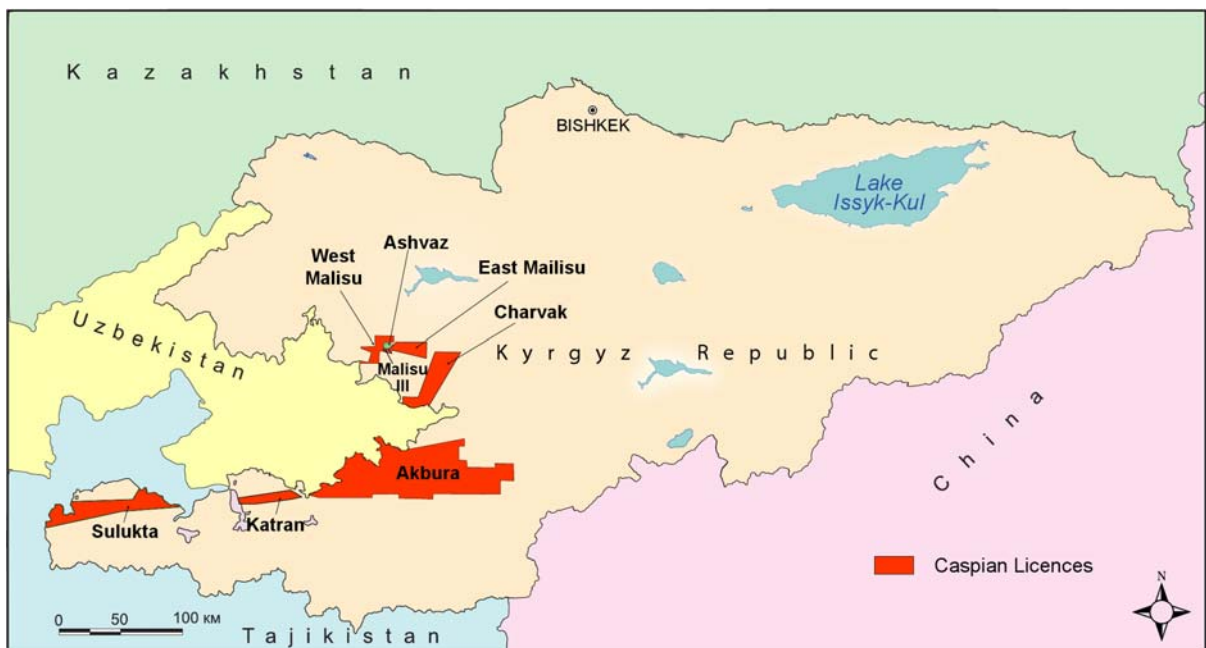 Kazakhstan
BISHKEK
Lake
Issyk-Kul
Ashvaz
West
Malisu
East Mailisu
Charvak
Uzbekistan
Kyrgyz Republic
Malisu
III
China
Akbura
Sulukta
Katran
Caspian Licences
N
0 50 100 KM
Tajikistan